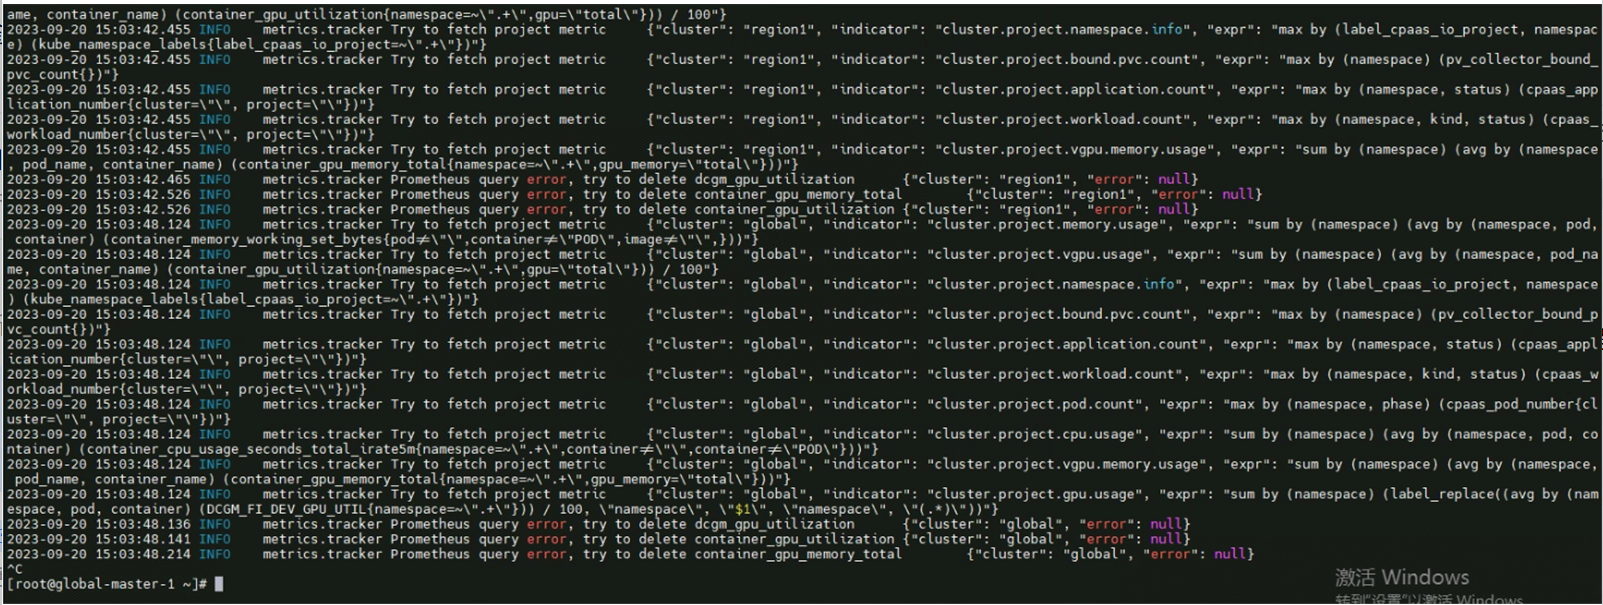 ame, container_name) (container_gpu_utilization{namespace=~\".+\",gpu=\"total\"})) / 100"}
2023-09-20 15:03:42.455 INFO    metrics.tracker Try to fetch project metric     {"cluster": "region1", "indicator": "cluster.project.namespace.info", "expr": "max by (label_cpaas_io_project, namespac
e) (kube_namespace_labels{label_cpaas_io_project=~\".+\"})"}
2023-09-20 15:03:42.455 INFO    metrics.tracker Try to fetch project metric     {"cluster": "region1", "indicator": "cluster.project.bound.pvc.count", "expr": "max by (namespace) (pv_collector_bound_
pvc_count{})"}
2023-09-20 15:03:42.455 INFO    metrics.tracker Try to fetch project metric     {"cluster": "region1", "indicator": "cluster.project.application.count", "expr": "max by (namespace, status) (cpaas_app
lication_number{cluster=\"\", project=\"\"})"}
2023-09-20 15:03:42.455 INFO    metrics.tracker Try to fetch project metric     {"cluster": "region1", "indicator": "cluster.project.workload.count", "expr": "max by (namespace, kind, status) (cpaas_
workload_number{cluster=\"\", project=\"\"})"}
2023-09-20 15:03:42.455 INFO    metrics.tracker Try to fetch project metric     {"cluster": "region1", "indicator": "cluster.project.vgpu.memory.usage", "expr": "sum by (namespace) (avg by (namespace
, pod_name, container_name) (container_gpu_memory_total{namespace=~\".+\",gpu_memory=\"total\"}))"}
2023-09-20 15:03:42.465 INFO    metrics.tracker Prometheus query error, try to delete dcgm_gpu_utilization      {"cluster": "region1", "error": null}
2023-09-20 15:03:42.526 INFO    metrics.tracker Prometheus query error, try to delete container_gpu_memory_total        {"cluster": "region1", "error": null}
2023-09-20 15:03:42.526 INFO    metrics.tracker Prometheus query error, try to delete container_gpu_utilization {"cluster": "region1", "error": null}
2023-09-20 15:03:48.124 INFO    metrics.tracker Try to fetch project metric     {"cluster": "global", "indicator": "cluster.project.memory.usage", "expr": "sum by (namespace) (avg by (namespace, pod,
 container) (container_memory_working_set_bytes{pod≠\"\",container≠\"POD\",image≠\"\",}))"}
2023-09-20 15:03:48.124 INFO    metrics.tracker Try to fetch project metric     {"cluster": "global", "indicator": "cluster.project.vgpu.usage", "expr": "sum by (namespace) (avg by (namespace, pod_na
me, container_name) (container_gpu_utilization{namespace=~\".+\",gpu=\"total\"})) / 100"}
2023-09-20 15:03:48.124 INFO    metrics.tracker Try to fetch project metric     {"cluster": "global", "indicator": "cluster.project.namespace.info", "expr": "max by (label_cpaas_io_project, namespace
) (kube_namespace_labels{label_cpaas_io_project=~\".+\"})"}
2023-09-20 15:03:48.124 INFO    metrics.tracker Try to fetch project metric     {"cluster": "global", "indicator": "cluster.project.bound.pvc.count", "expr": "max by (namespace) (pv_collector_bound_p
vc_count{})"}
2023-09-20 15:03:48.124 INFO    metrics.tracker Try to fetch project metric     {"cluster": "global", "indicator": "cluster.project.application.count", "expr": "max by (namespace, status) (cpaas_appl
ication_number{cluster=\"\", project=\"\"})"}
2023-09-20 15:03:48.124 INFO    metrics.tracker Try to fetch project metric     {"cluster": "global", "indicator": "cluster.project.workload.count", "expr": "max by (namespace, kind, status) (cpaas_w
orkload_number{cluster=\"\", project=\"\"})"}
2023-09-20 15:03:48.124 INFO    metrics.tracker Try to fetch project metric     {"cluster": "global", "indicator": "cluster.project.pod.count", "expr": "max by (namespace, phase) (cpaas_pod_number{cl
uster=\"\", project=\"\"})"}
2023-09-20 15:03:48.124 INFO    metrics.tracker Try to fetch project metric     {"cluster": "global", "indicator": "cluster.project.cpu.usage", "expr": "sum by (namespace) (avg by (namespace, pod, co
ntainer) (container_cpu_usage_seconds_total_irate5m{namespace=~\".+\",container≠\"\",container≠\"POD\"}))"}
2023-09-20 15:03:48.124 INFO    metrics.tracker Try to fetch project metric     {"cluster": "global", "indicator": "cluster.project.vgpu.memory.usage", "expr": "sum by (namespace) (avg by (namespace,
 pod_name, container_name) (container_gpu_memory_total{namespace=~\".+\",gpu_memory=\"total\"}))"}
2023-09-20 15:03:48.124 INFO    metrics.tracker Try to fetch project metric     {"cluster": "global", "indicator": "cluster.project.gpu.usage", "expr": "sum by (namespace) (label_replace((avg by (nam
espace, pod, container) (DCGM_FI_DEV_GPU_UTIL{namespace=~\".+\"})) / 100, \"namespace\", \"$1\", \"namespace\", \"(.*)\"))"}
2023-09-20 15:03:48.136 INFO    metrics.tracker Prometheus query error, try to delete dcgm_gpu_utilization      {"cluster": "global", "error": null}
2023-09-20 15:03:48.141 INFO    metrics.tracker Prometheus query error, try to delete container_gpu_utilization {"cluster": "global", "error": null}
2023-09-20 15:03:48.214 INFO    metrics.tracker Prometheus query error, try to delete container_gpu_memory_total        {"cluster": "global", "error": null}
^C
[root@global-master-1 ~]#
激活 Windows
转到"设置"以激活 Windows